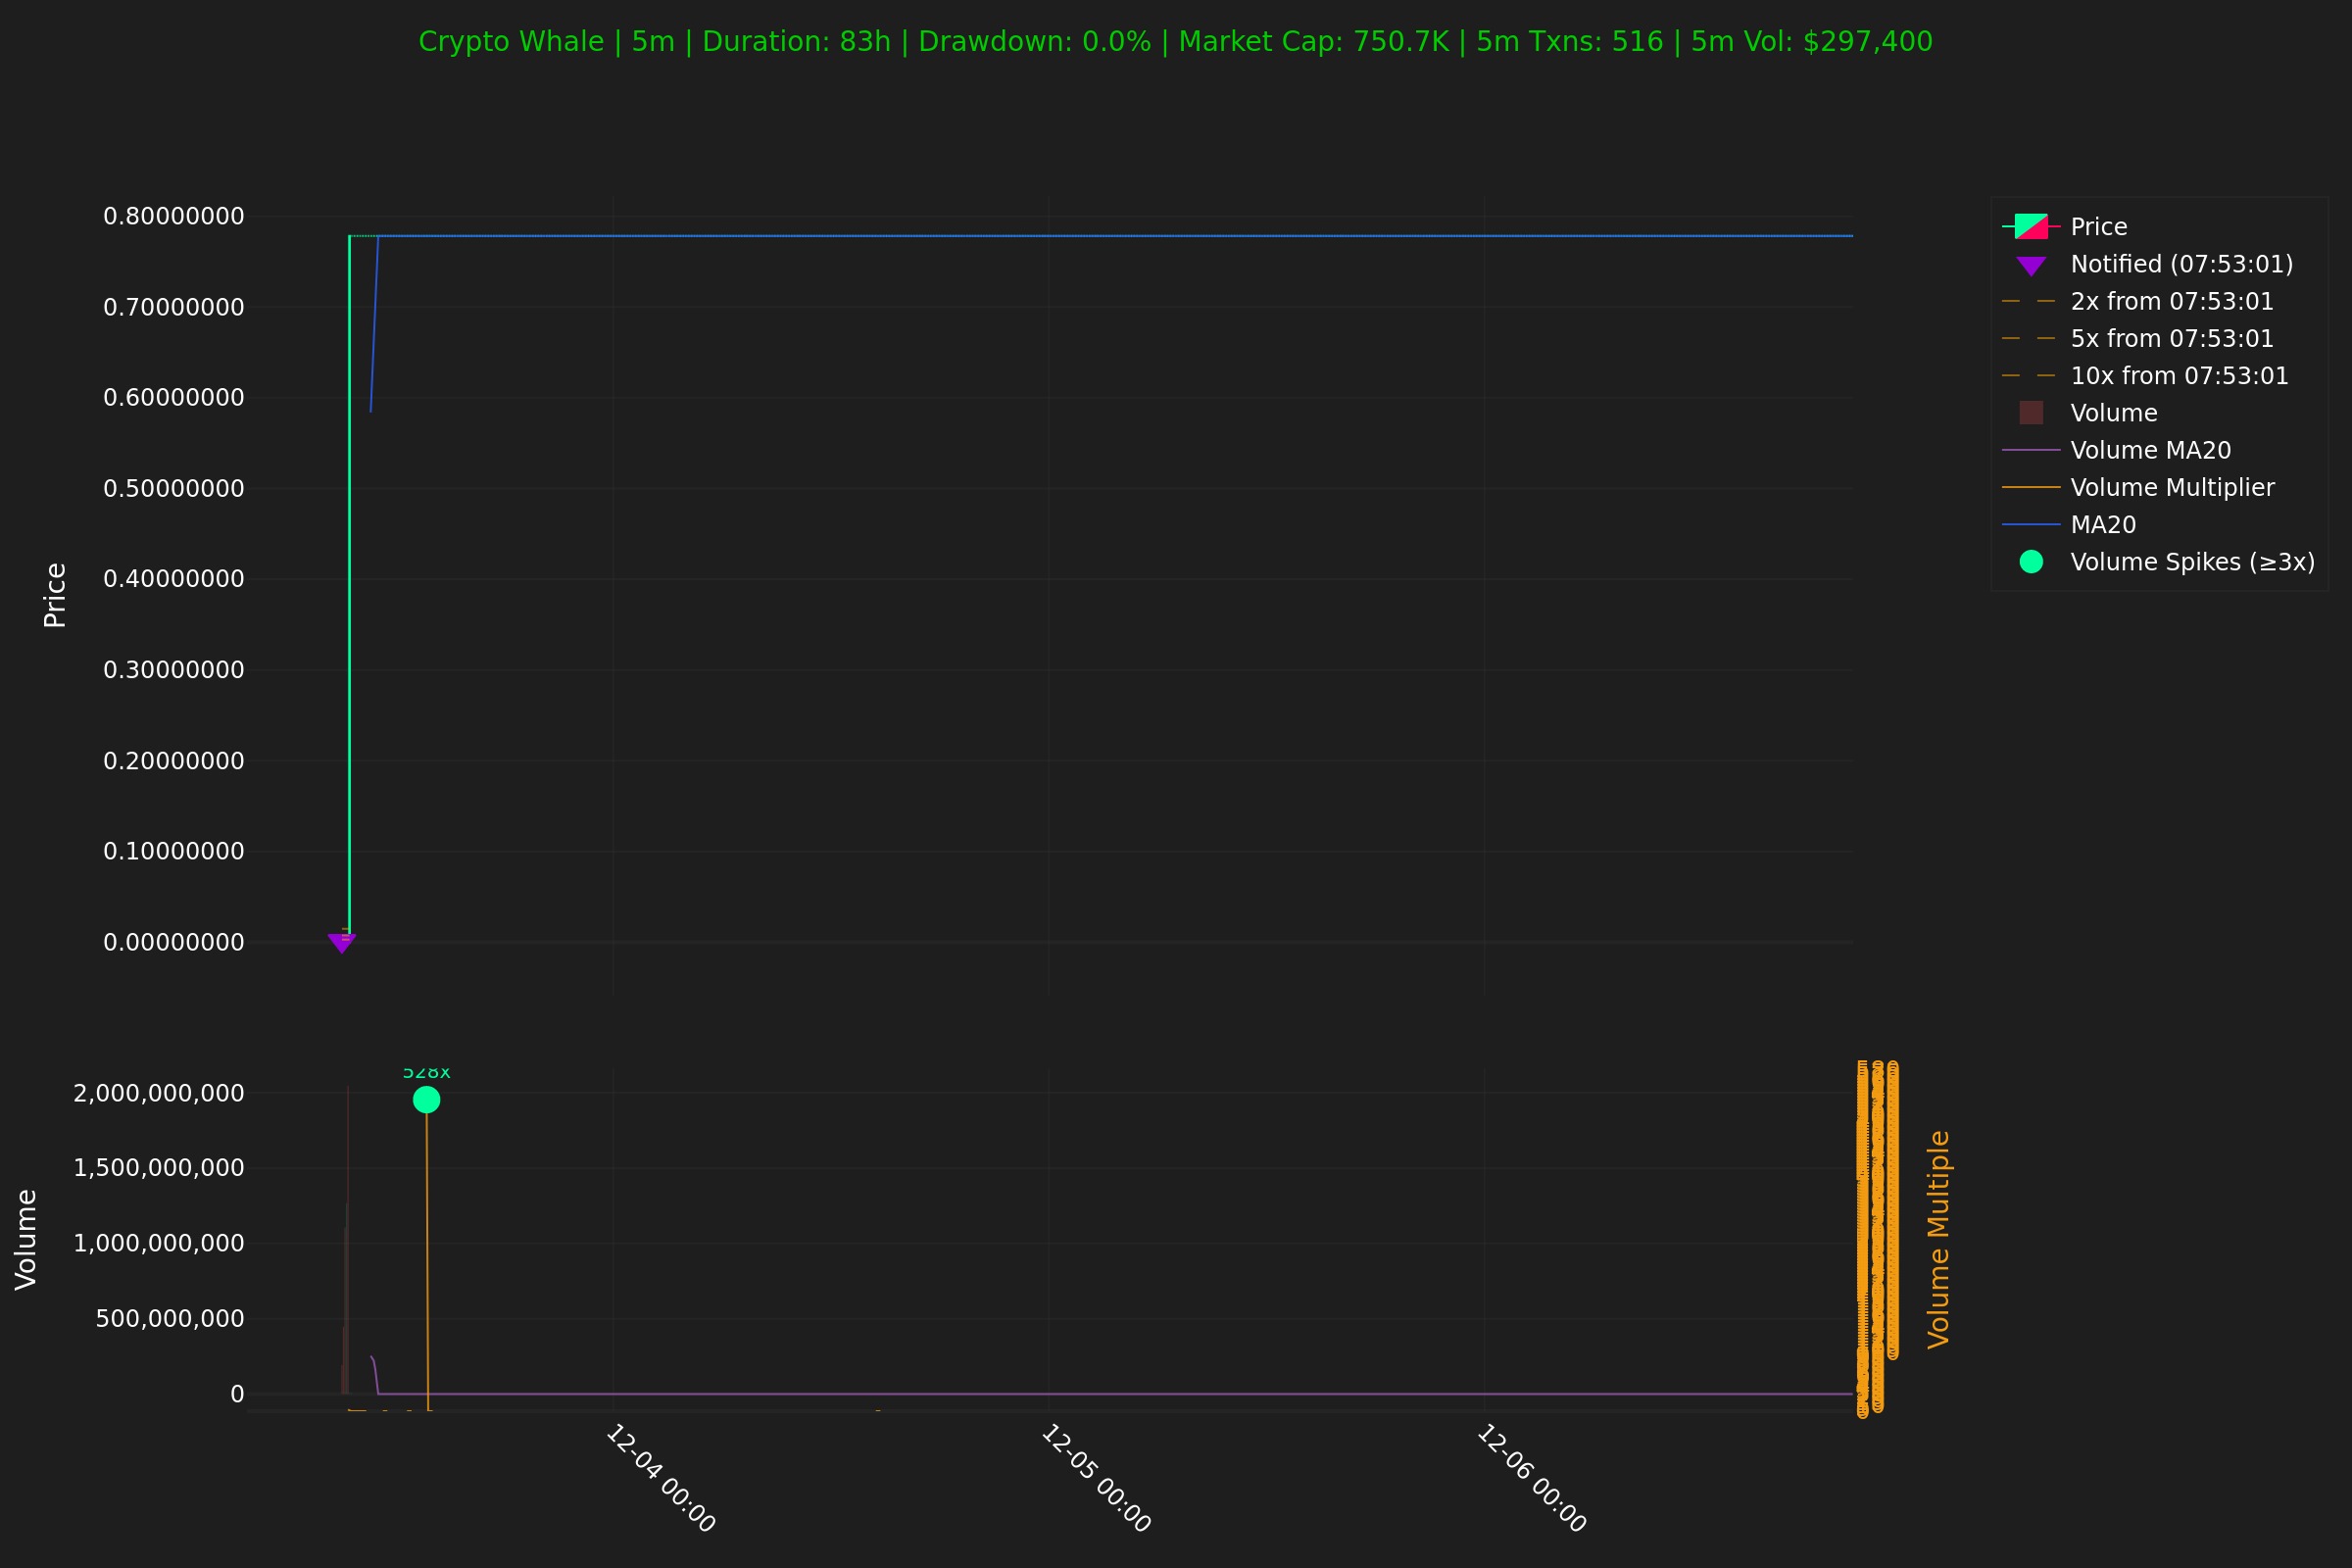 Crypto Whale | 5m | Duration: 83h | Drawdown: 0.0% | Market Cap: 750.7K | 5m Txns: 516 | 5m Vol: $297,400
0.80000000
0.70000000
0.60000000
0.50000000
0.40000000
0.30000000
0.20000000
0.10000000
0.00000000
Price
Price
Notified (07:53:01)
2x from 07:53:01
5x from 07:53:01
10x from 07:53:01
Volume
Volume MA20
Volume Multiplier
MA20
Volume Spikes (≥3x)
528x
2,000,000,000
1,500,000,000
1,000,000,000
500,000,000
0
Volume
Volume Multiple
12-04 00:00
12-05 00:00
12-06 00:00